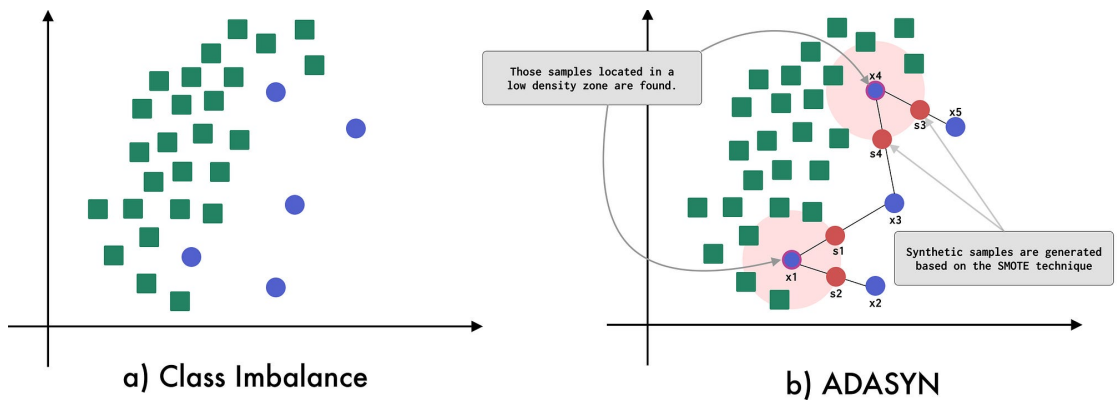 Those samples located in a
low density zone are found.
x4
x5
s3
s4
x3
s1
Synthetic samples are generated
based on the SMOTE technique
x1
s2
x2
a) Class Imbalance
b) ADASYN